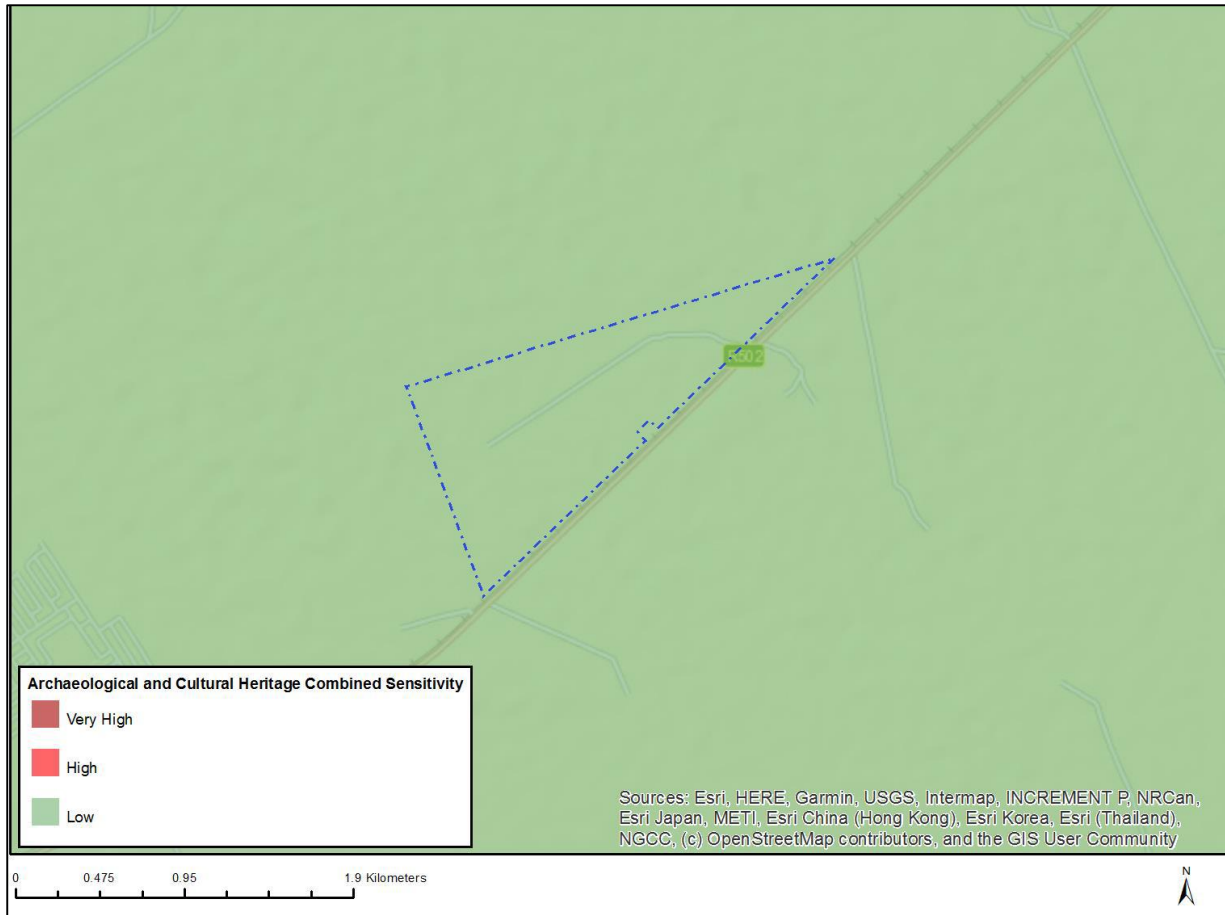 R502
Archaeological and Cultural Heritage Combined Sensitivity
Very High
High
Low
Sources: Esri, HERE, Garmin, USGS, Intermap, INCREMENT P, NRCan,
Esri Japan, METI, Esri China (Hong Kong), Esri Korea, Esri (Thailand),
NGCC, (c) OpenStreetMap contributors, and the GIS User Community
0 0.475 0.95 1.9 Kilometers
N